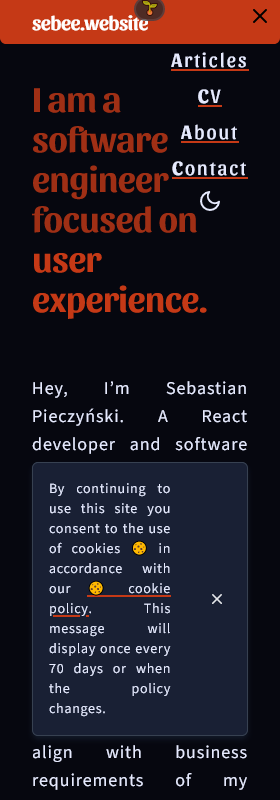 sebee.website
Articles
CV
About
Contact
I am a
software
engineer
focused on
user
experience.
Hey, I'm Sebastian
Pieczyński. A React
developer and software
By continuing to
use this site you
consent to the use
of cookies 🍪 in
accordance with
our 🍪 cookie
policy. This
message will
display once every
70 days or when
the policy
changes.
align with business
requirements of my